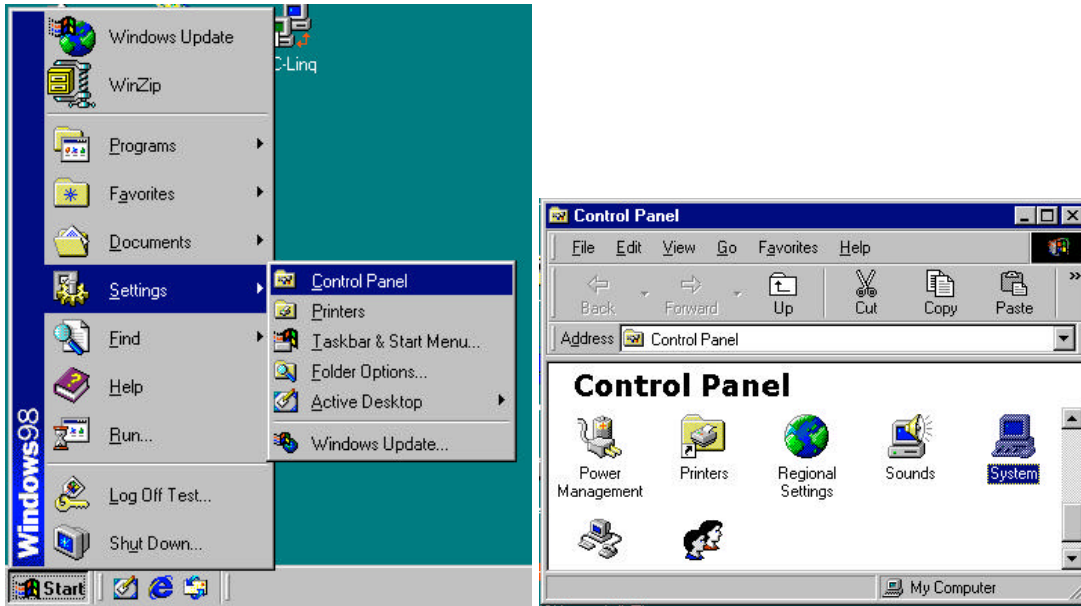 Windows Update
C-Linq
WinZip
Programs
Favorites
Documents
Settings
Find
Help
Run...
Log Off Test...
Shut Down...
Windows98
Control Panel
Printers
Taskbar & Start Menu...
Folder Options...
Active Desktop
Windows Update...
Start
Control Panel
File Edit View Go Favorites Help
Back Forward Up Cut Copy Paste »
Address Control Panel
Control Panel
Power
Management
Printers
Regional
Settings
Sounds
System
My Computer